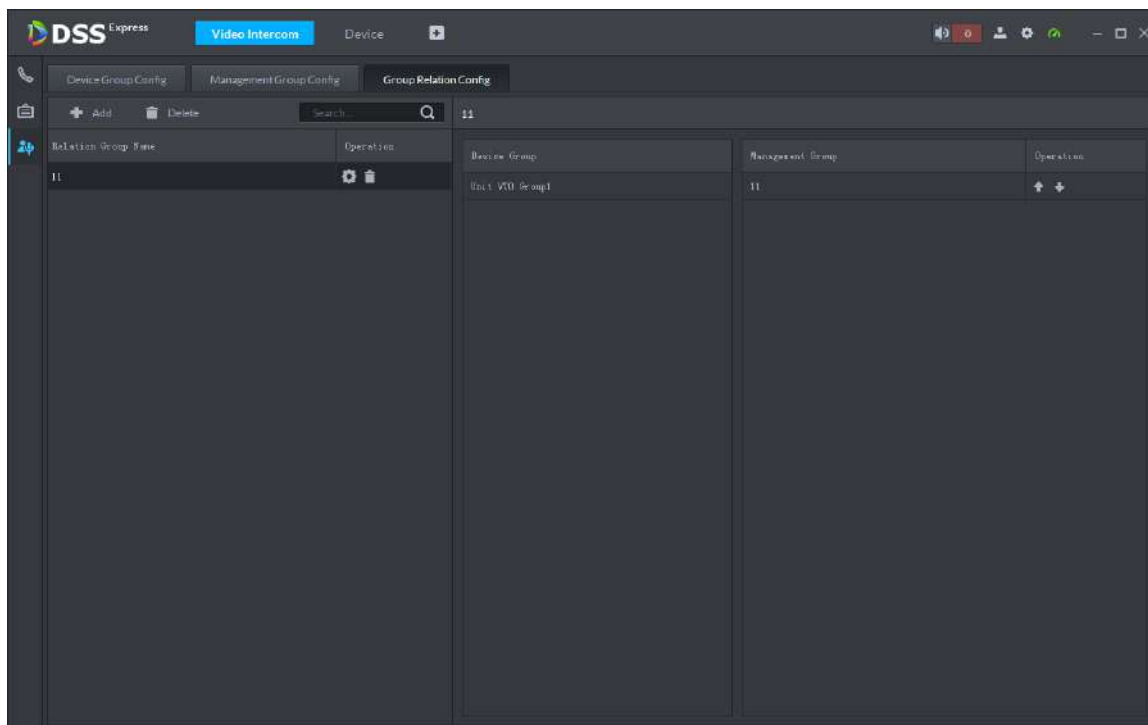 DSS Express Video Intercom Device 0
Device Group Config Management Group Config Group Relation Config
Add Delete Search... 11
Relation Group Name Operation
Device Group Management Group Operation
11
Unit VTO Group1 11